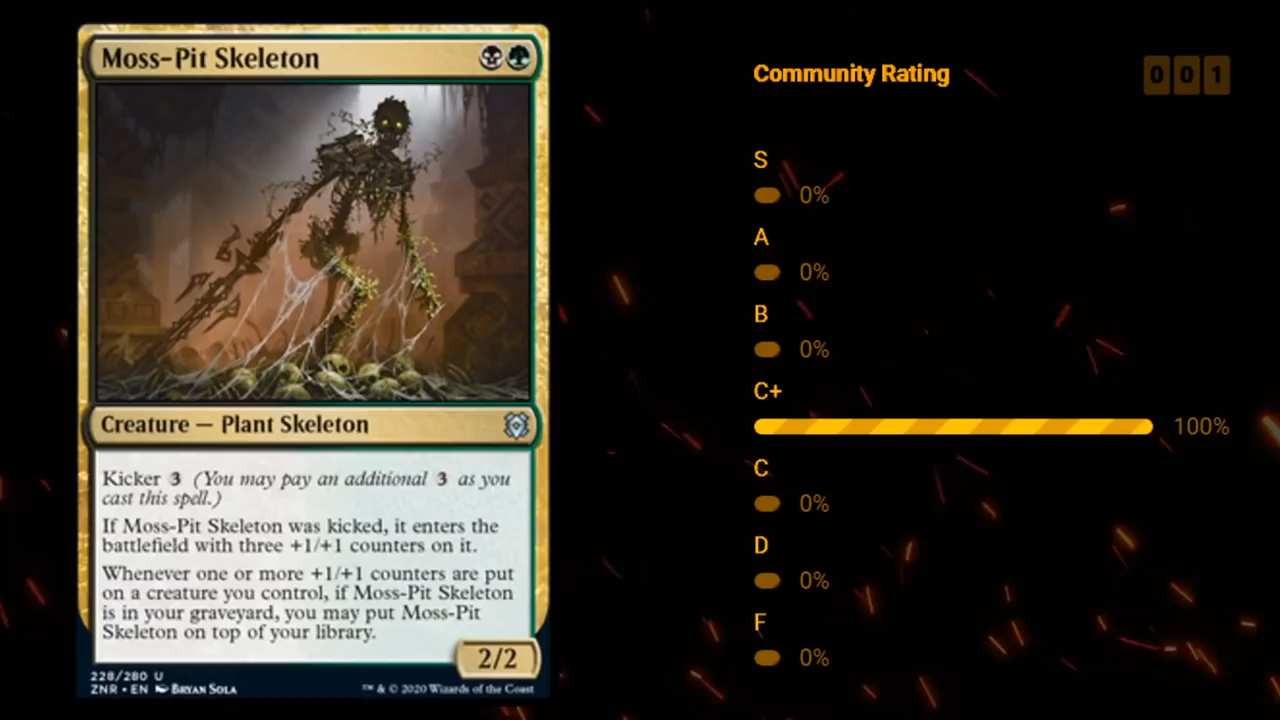 Moss-Pit Skeleton
Creature — Plant Skeleton
Kicker 3 (You may pay an additional 3 as you
cast this spell.)
If Moss-Pit Skeleton was kicked, it enters the
battlefield with three +1/+1 counters on it.
Whenever one or more +1/+1 counters are put
on a creature you control, if Moss-Pit Skeleton
is in your graveyard, you may put Moss-Pit
Skeleton on top of your library.
2/2
228/280 U
ZNR • EN Bryan Sola
™ & © 2020 Wizards of the Coast
Community Rating
001
S
0%
A
0%
B
0%
C+
100%
C
0%
D
0%
F
0%